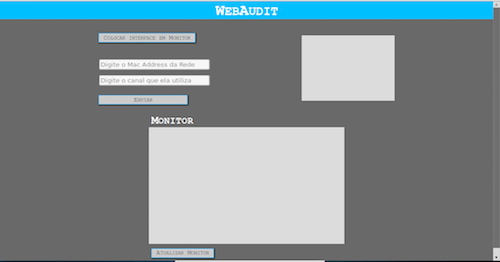 WebAudit
Colocar interface em Monitor
Digite o Mac Address da Rede
Digite o canal que ela utiliza
Enviar
Monitor
Atualizar Monitor